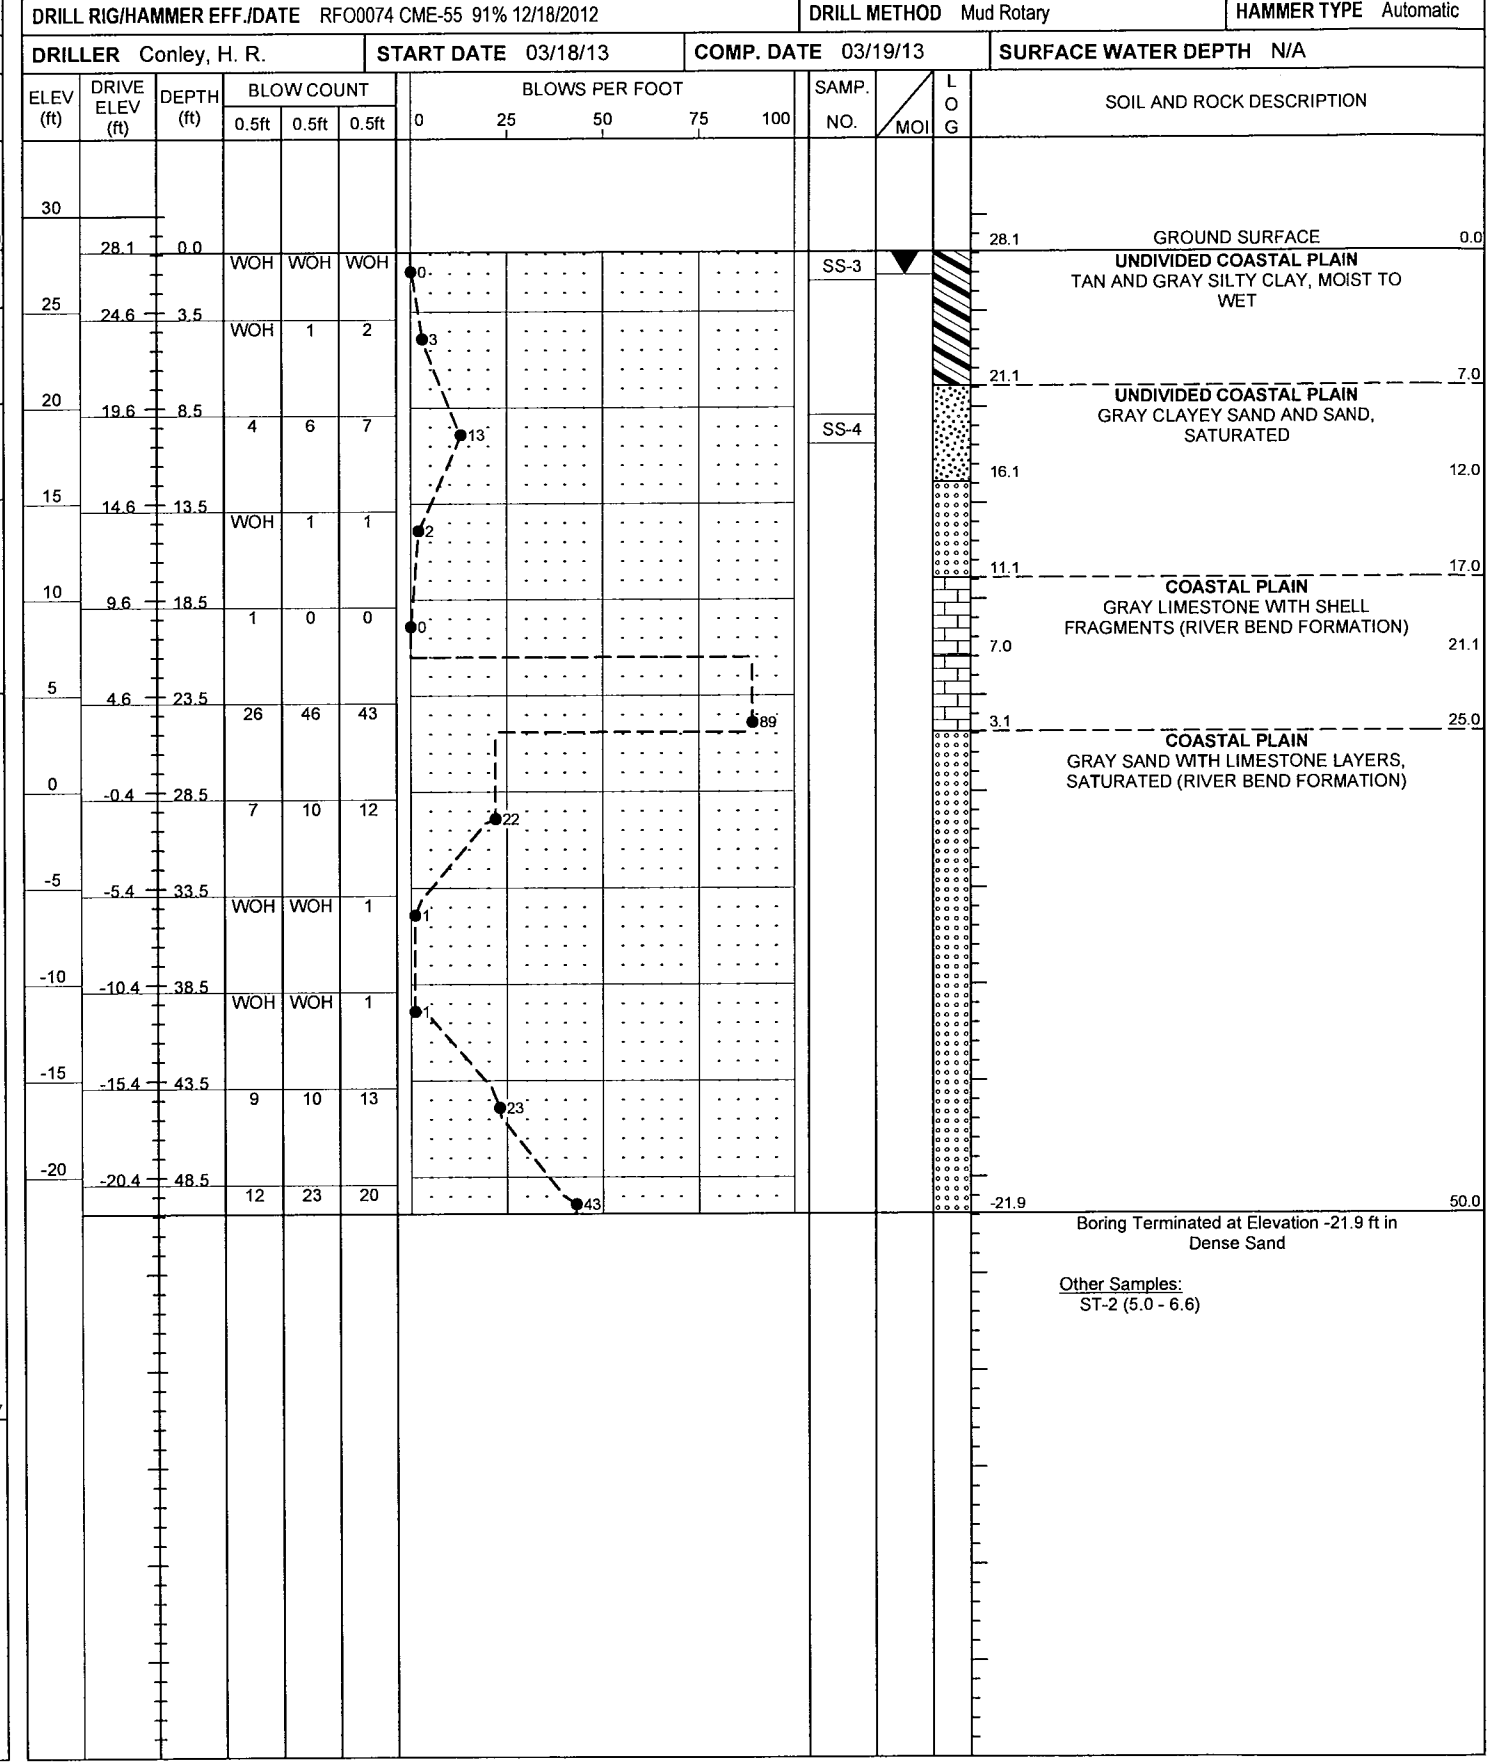 DRILL RIG/HAMMER EFF./DATE RFO0074 CME-55 91% 12/18/2012 DRILL METHOD Mud Rotary HAMMER TYPE Automatic
DRILLER Conley, H. R. START DATE 03/18/13 COMP. DATE 03/19/13 SURFACE WATER DEPTH N/A
ELEV (ft) DRIVE ELEV (ft) DEPTH (ft) BLOW COUNT BLOWS PER FOOT SAMP. NO. MOI LOG SOIL AND ROCK DESCRIPTION
0.5ft 0.5ft 0.5ft 0 25 50 75 100
30
28.1 0.0 28.1 GROUND SURFACE 0.0
WOH WOH WOH 0 SS-3 UNDIVIDED COASTAL PLAIN
TAN AND GRAY SILTY CLAY, MOIST TO
WET
25
24.6 3.5
WOH 1 2 3
21.1 7.0
UNDIVIDED COASTAL PLAIN
20
19.6 8.5 GRAY CLAYEY SAND AND SAND,
4 6 7 13 SS-4 SATURATED
16.1 12.0
15
14.6 13.5
WOH 1 1 2
11.1 17.0
COASTAL PLAIN
10
9.6 18.5 GRAY LIMESTONE WITH SHELL
1 0 0 0 FRAGMENTS (RIVER BEND FORMATION)
7.0 21.1
5
4.6 23.5
26 46 43 89
3.1 25.0
COASTAL PLAIN
GRAY SAND WITH LIMESTONE LAYERS,
SATURATED (RIVER BEND FORMATION)
0
-0.4 28.5
7 10 12 22
-5
-5.4 33.5
WOH WOH 1 1
-10
-10.4 38.5
WOH WOH 1 1
-15
-15.4 43.5
9 10 13 23
-20
-20.4 48.5
12 23 20 43
-21.9 50.0
Boring Terminated at Elevation -21.9 ft in
Dense Sand
Other Samples:
ST-2 (5.0 - 6.6)